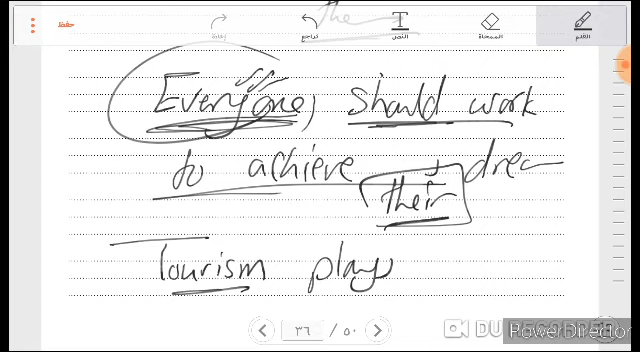 حفظ
إعادة
تراجع
النص
الممحاة
القلم
the
Everyone, should work
to achieve their drea
Tourism plays
٣٦ / ٥٠
DU RECORDER
PowerDirector